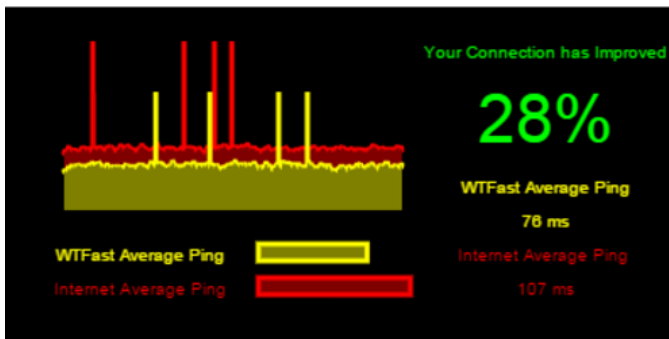 Your Connection has Improved
28%
WTFast Average Ping
76 ms
Internet Average Ping
107 ms
WTFast Average Ping
Internet Average Ping